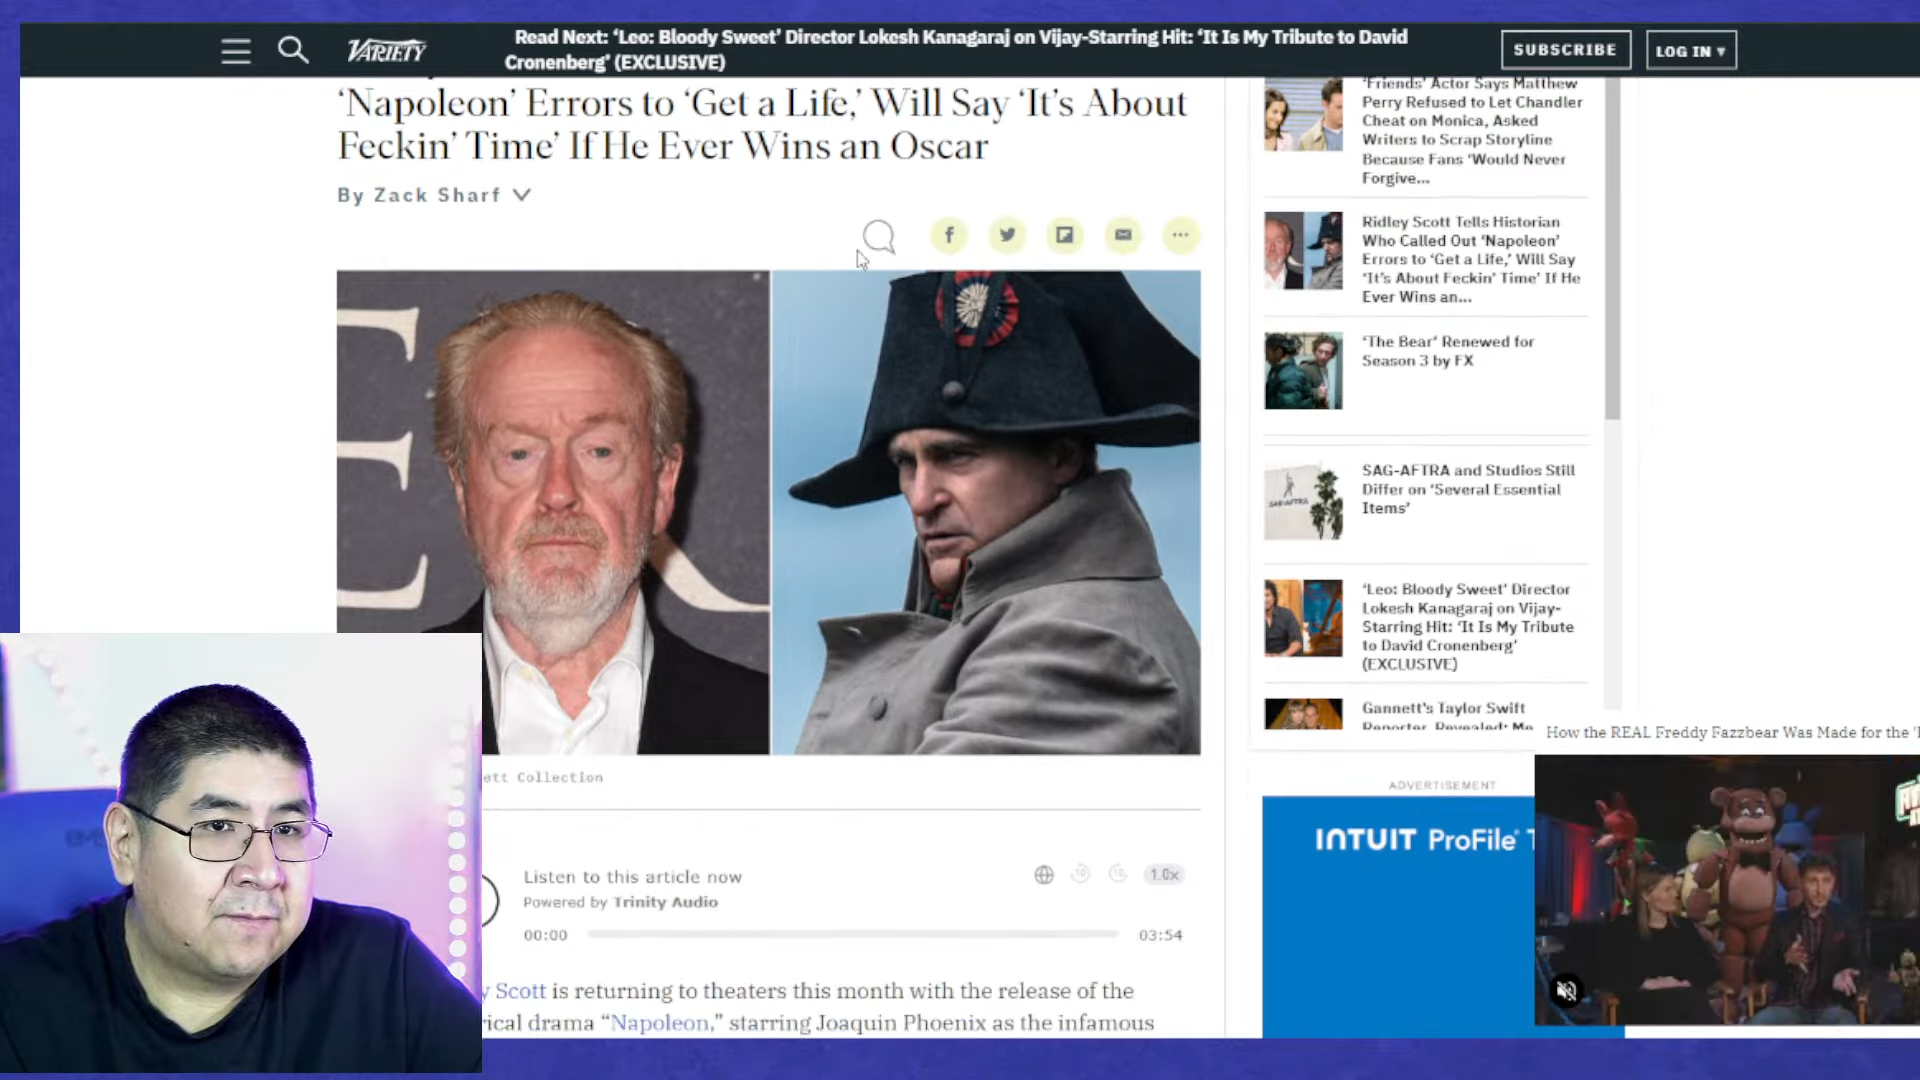 VARIETY
Read Next: ‘Leo: Bloody Sweet’ Director Lokesh Kanagaraj on Vijay-Starring Hit: ‘It Is My Tribute to David
Cronenberg’ (EXCLUSIVE)
SUBSCRIBE
LOG IN ▾
‘Napoleon’ Errors to ‘Get a Life,’ Will Say ‘It’s About
Feckin’ Time’ If He Ever Wins an Oscar
By Zack Sharf
ett Collection
Listen to this article now
Powered by Trinity Audio
10
10
1.0x
00:00
03:54
y Scott is returning to theaters this month with the release of the
rical drama “Napoleon,” starring Joaquin Phoenix as the infamous
‘Friends’ Actor Says Matthew
Perry Refused to Let Chandler
Cheat on Monica, Asked
Writers to Scrap Storyline
Because Fans ‘Would Never
Forgive...
Ridley Scott Tells Historian
Who Called Out ‘Napoleon’
Errors to ‘Get a Life,’ Will Say
‘It’s About Feckin’ Time’ If He
Ever Wins an...
‘The Bear’ Renewed for
Season 3 by FX
SAG-AFTRA
SAG-AFTRA and Studios Still
Differ on ‘Several Essential
Items’
‘Leo: Bloody Sweet’ Director
Lokesh Kanagaraj on Vijay-
Starring Hit: ‘It Is My Tribute
to David Cronenberg’
(EXCLUSIVE)
Gannett’s Taylor Swift
Reporter, Revealed: Me
How the REAL Freddy Fazzbear Was Made for the
ADVERTISEMENT
INTUIT ProFile